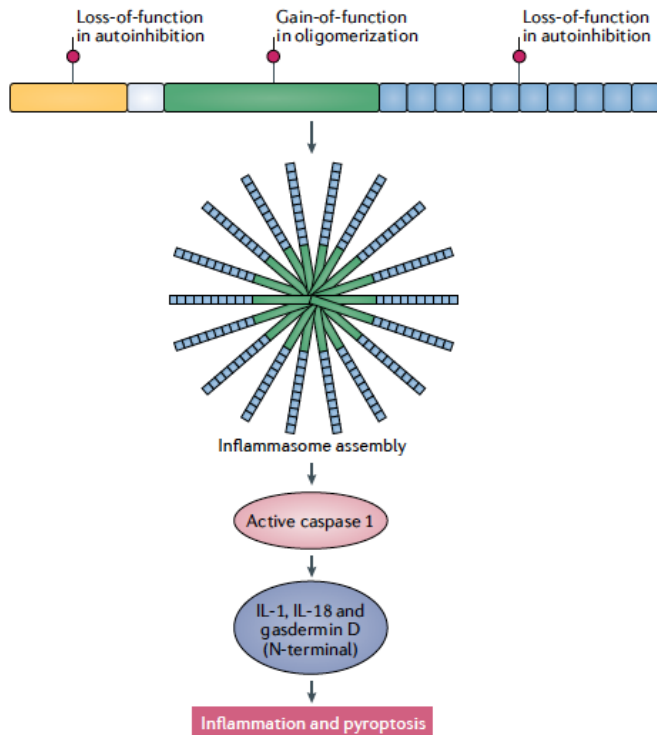 Loss-of-function
in autoinhibition
Gain-of-function
in oligomerization
Loss-of-function
in autoinhibition
Inflammasome assembly
Active caspase 1
IL-1, IL-18 and
gasdermin D
(N-terminal)
Inflammation and pyroptosis